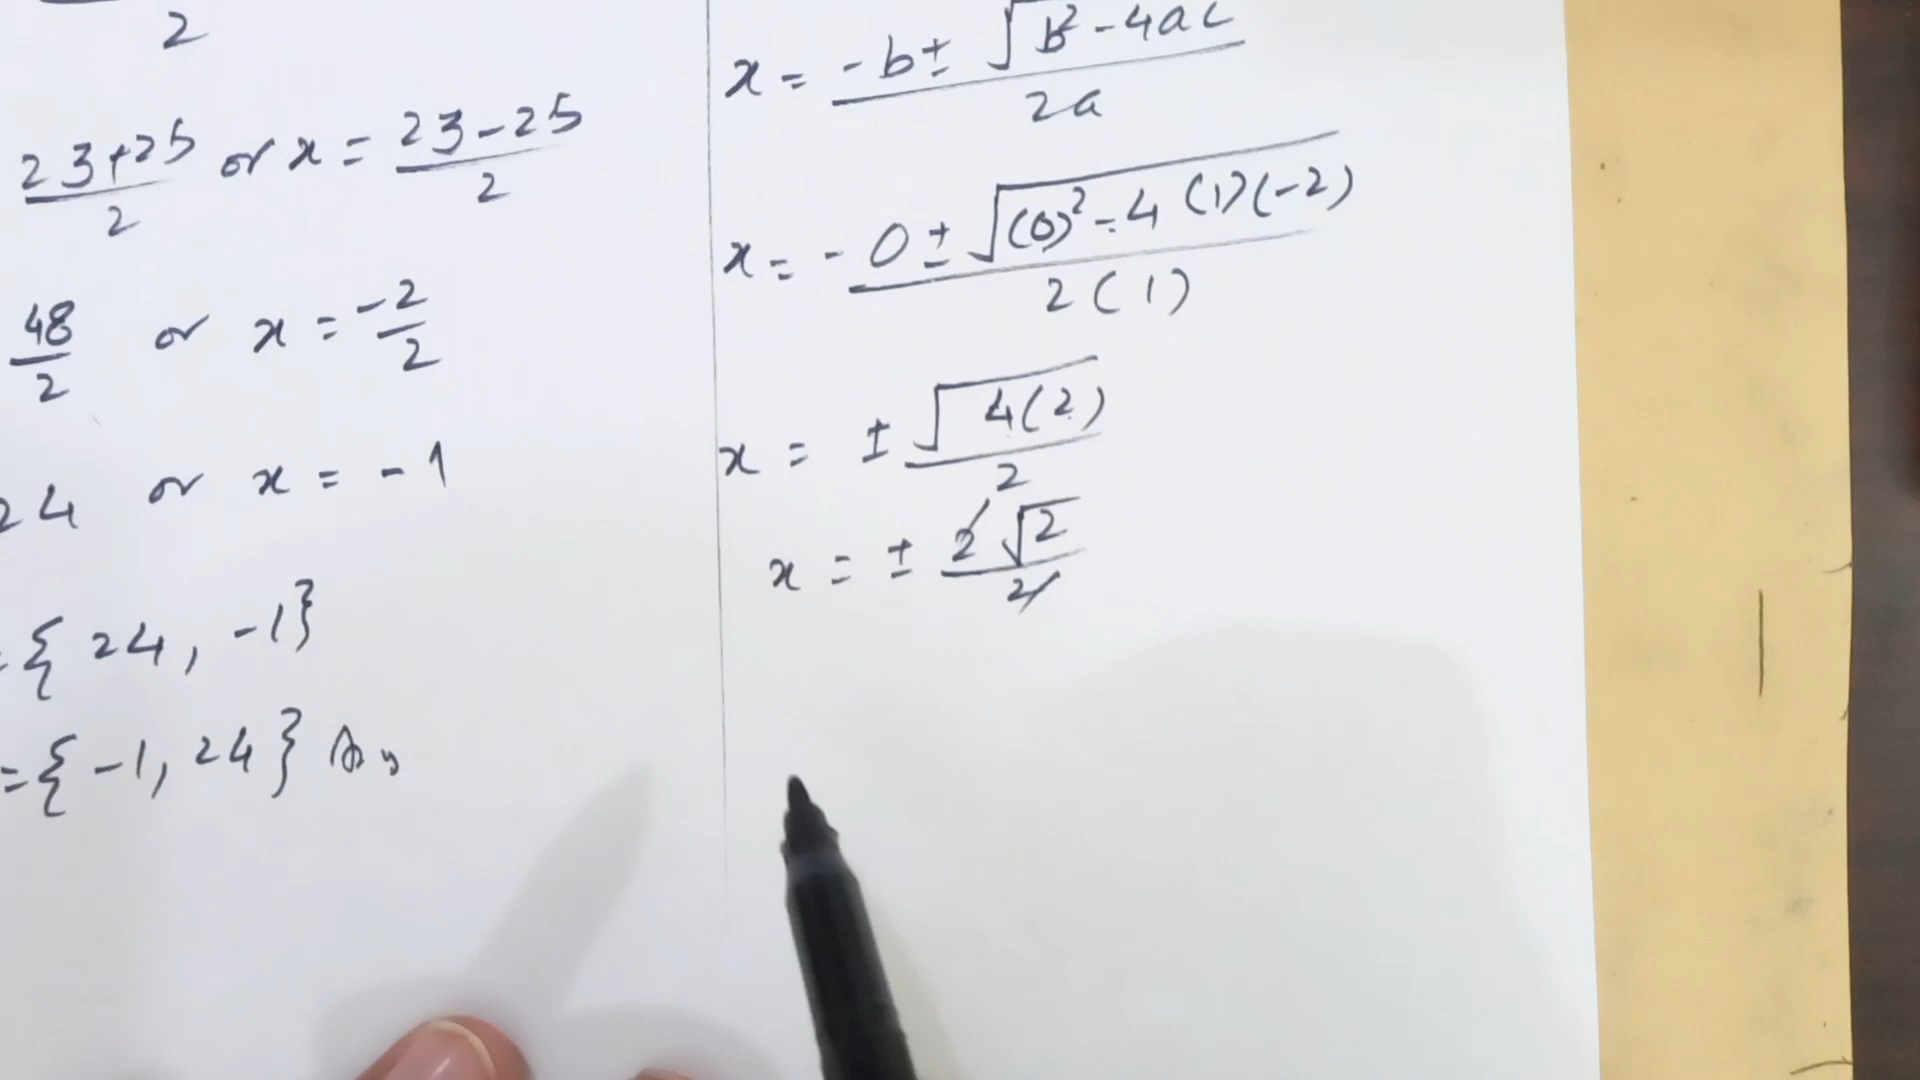 2
23+25/2 or x = 23-25/2
48/2 or x = -2/2
24 or x = -1
={24, -1}
={-1, 24} Ans
x = -b±√b²-4ac/2a
x = -0±√(0)²-4(1)(-2)/2(1)
x = ±√4(2)/2
x = ±2√2/2